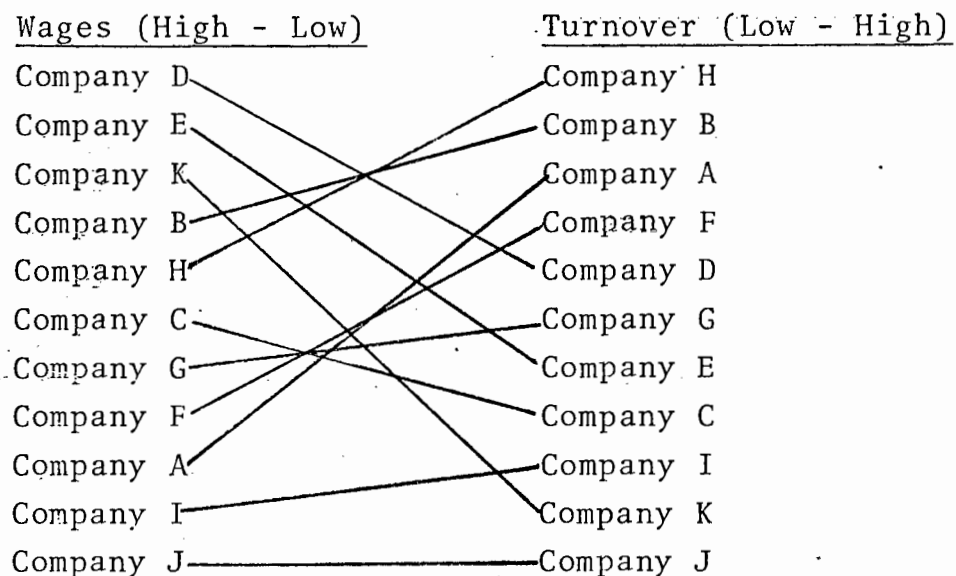 Wages (High - Low) Turnover (Low - High)
Company D Company H
Company E Company B
Company K Company A
Company B Company F
Company H Company D
Company C Company G
Company G Company E
Company F Company C
Company A Company I
Company I Company K
Company J Company J